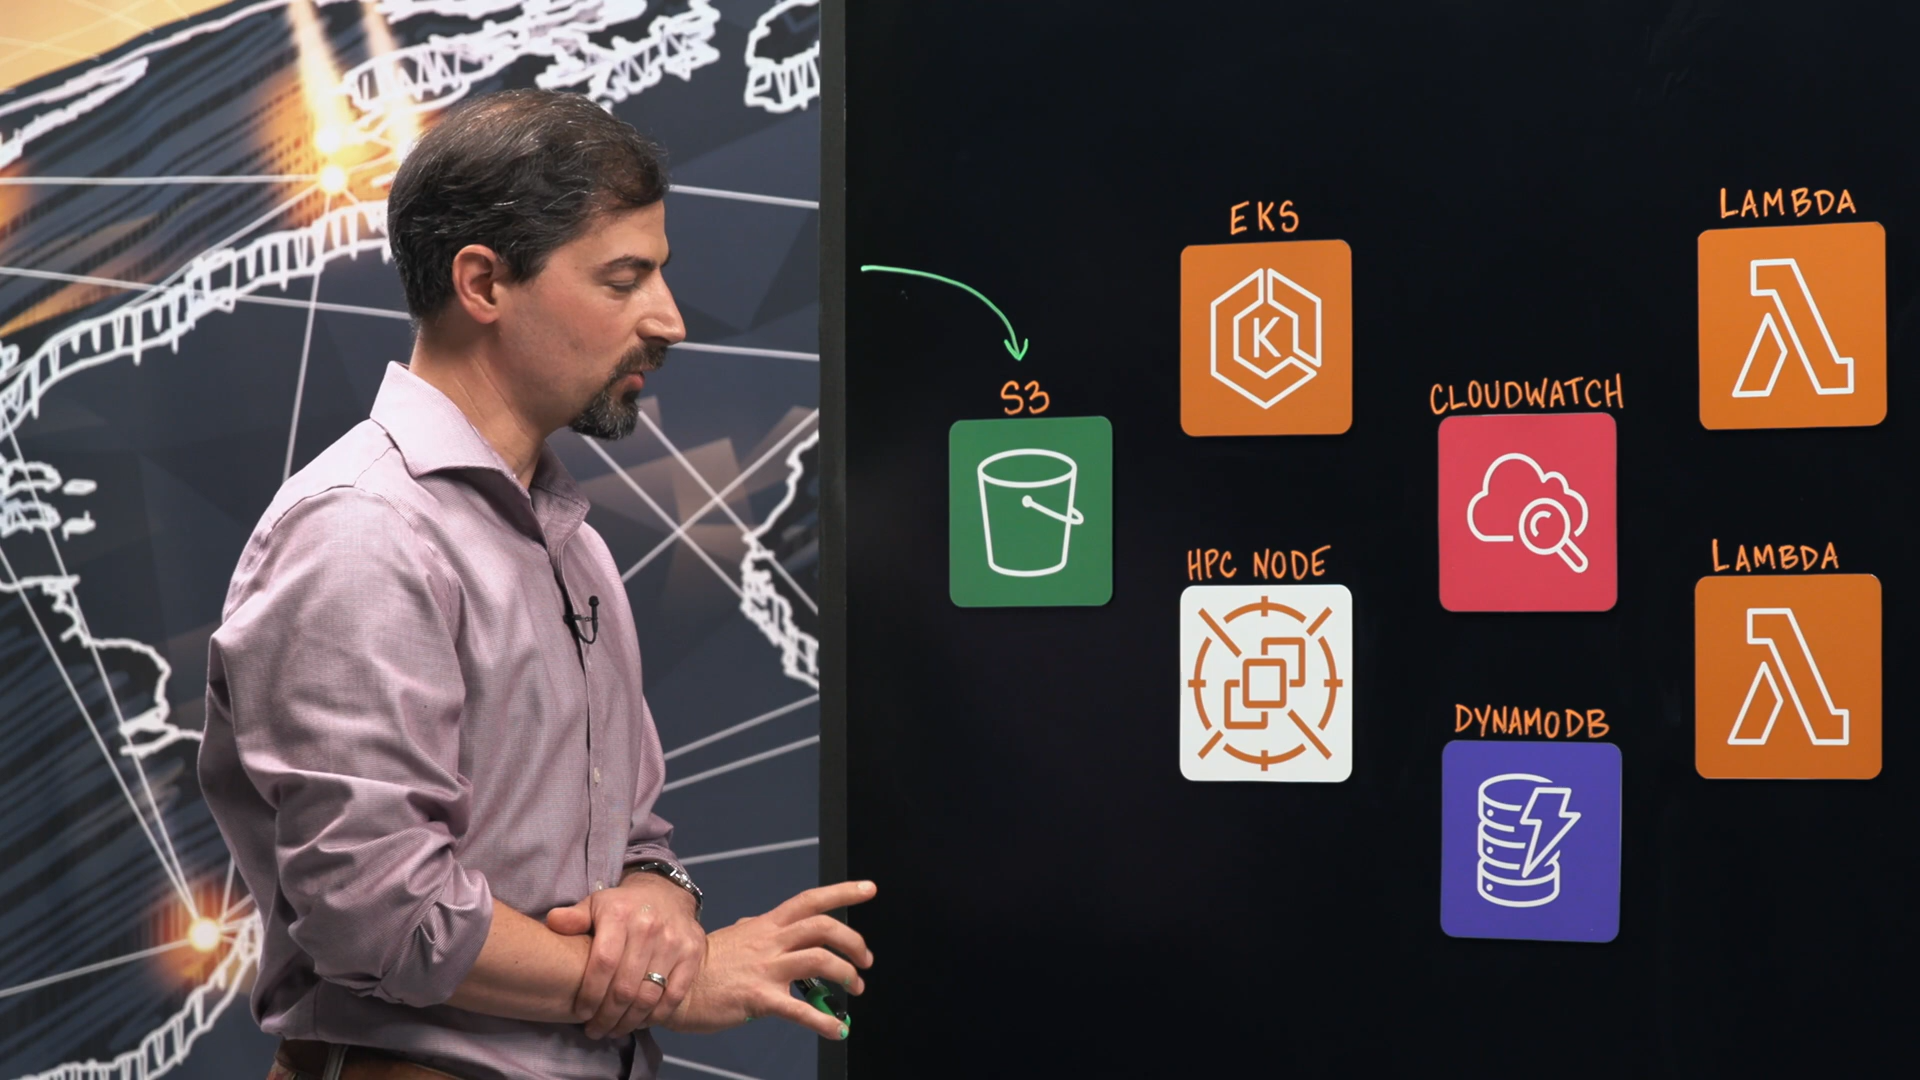 EKS
LAMBDA
S3
CLOUDWATCH
K
HPC NODE
LAMBDA
DYNAMODB